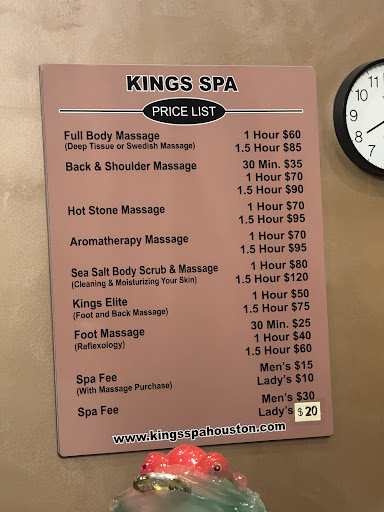 KINGS SPA
PRICE LIST
Full Body Massage 1 Hour $60
(Deep Tissue or Swedish Massage) 1.5 Hour $85
Back & Shoulder Massage 30 Min. $35
1 Hour $70
1.5 Hour $90
Hot Stone Massage 1 Hour $70
1.5 Hour $95
Aromatherapy Massage 1 Hour $70
1.5 Hour $95
Sea Salt Body Scrub & Massage 1 Hour $80
(Cleaning & Moisturizing Your Skin) 1.5 Hour $120
Kings Elite 1 Hour $50
(Foot and Back Massage) 1.5 Hour $75
Foot Massage 30 Min. $25
(Reflexology) 1 Hour $40
1.5 Hour $60
Spa Fee Men's $15
(With Massage Purchase) Lady's $10
Spa Fee Men's $30
Lady's $20
www.kingsspahouston.com
11
10
9
8
7